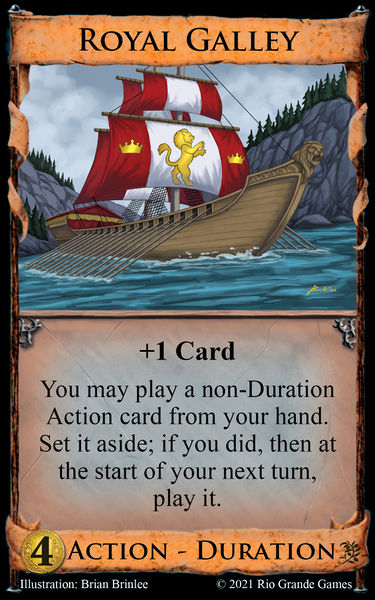 ROYAL GALLEY
+1 Card
You may play a non-Duration
Action card from your hand.
Set it aside; if you did, then at
the start of your next turn,
play it.
4 ACTION - DURATION
Illustration: Brian Brinlee © 2021 Rio Grande Games